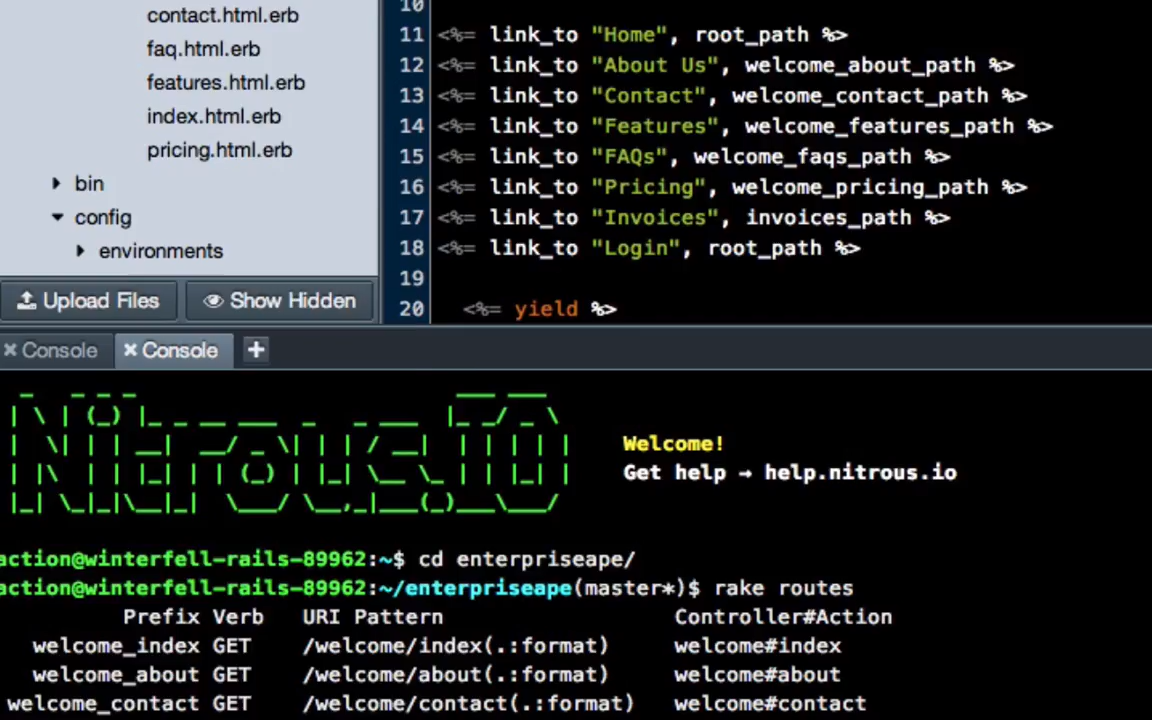 contact.html.erb
faq.html.erb
features.html.erb
index.html.erb
pricing.html.erb
bin
config
environments
Upload Files
Show Hidden
10
11 <%= link_to "Home", root_path %>
12 <%= link_to "About Us", welcome_about_path %>
13 <%= link_to "Contact", welcome_contact_path %>
14 <%= link_to "Features", welcome_features_path %>
15 <%= link_to "FAQs", welcome_faqs_path %>
16 <%= link_to "Pricing", welcome_pricing_path %>
17 <%= link_to "Invoices", invoices_path %>
18 <%= link_to "Login", root_path %>
19
20 <%= yield %>
Console
Console
+
Nitrous.IO
Welcome!
Get help → help.nitrous.io
action@winterfell-rails-89962:~$ cd enterpriseape/
action@winterfell-rails-89962:~/enterpriseape(master*)$ rake routes
Prefix Verb URI Pattern Controller#Action
welcome_index GET /welcome/index(.:format) welcome#index
welcome_about GET /welcome/about(.:format) welcome#about
welcome_contact GET /welcome/contact(.:format) welcome#contact